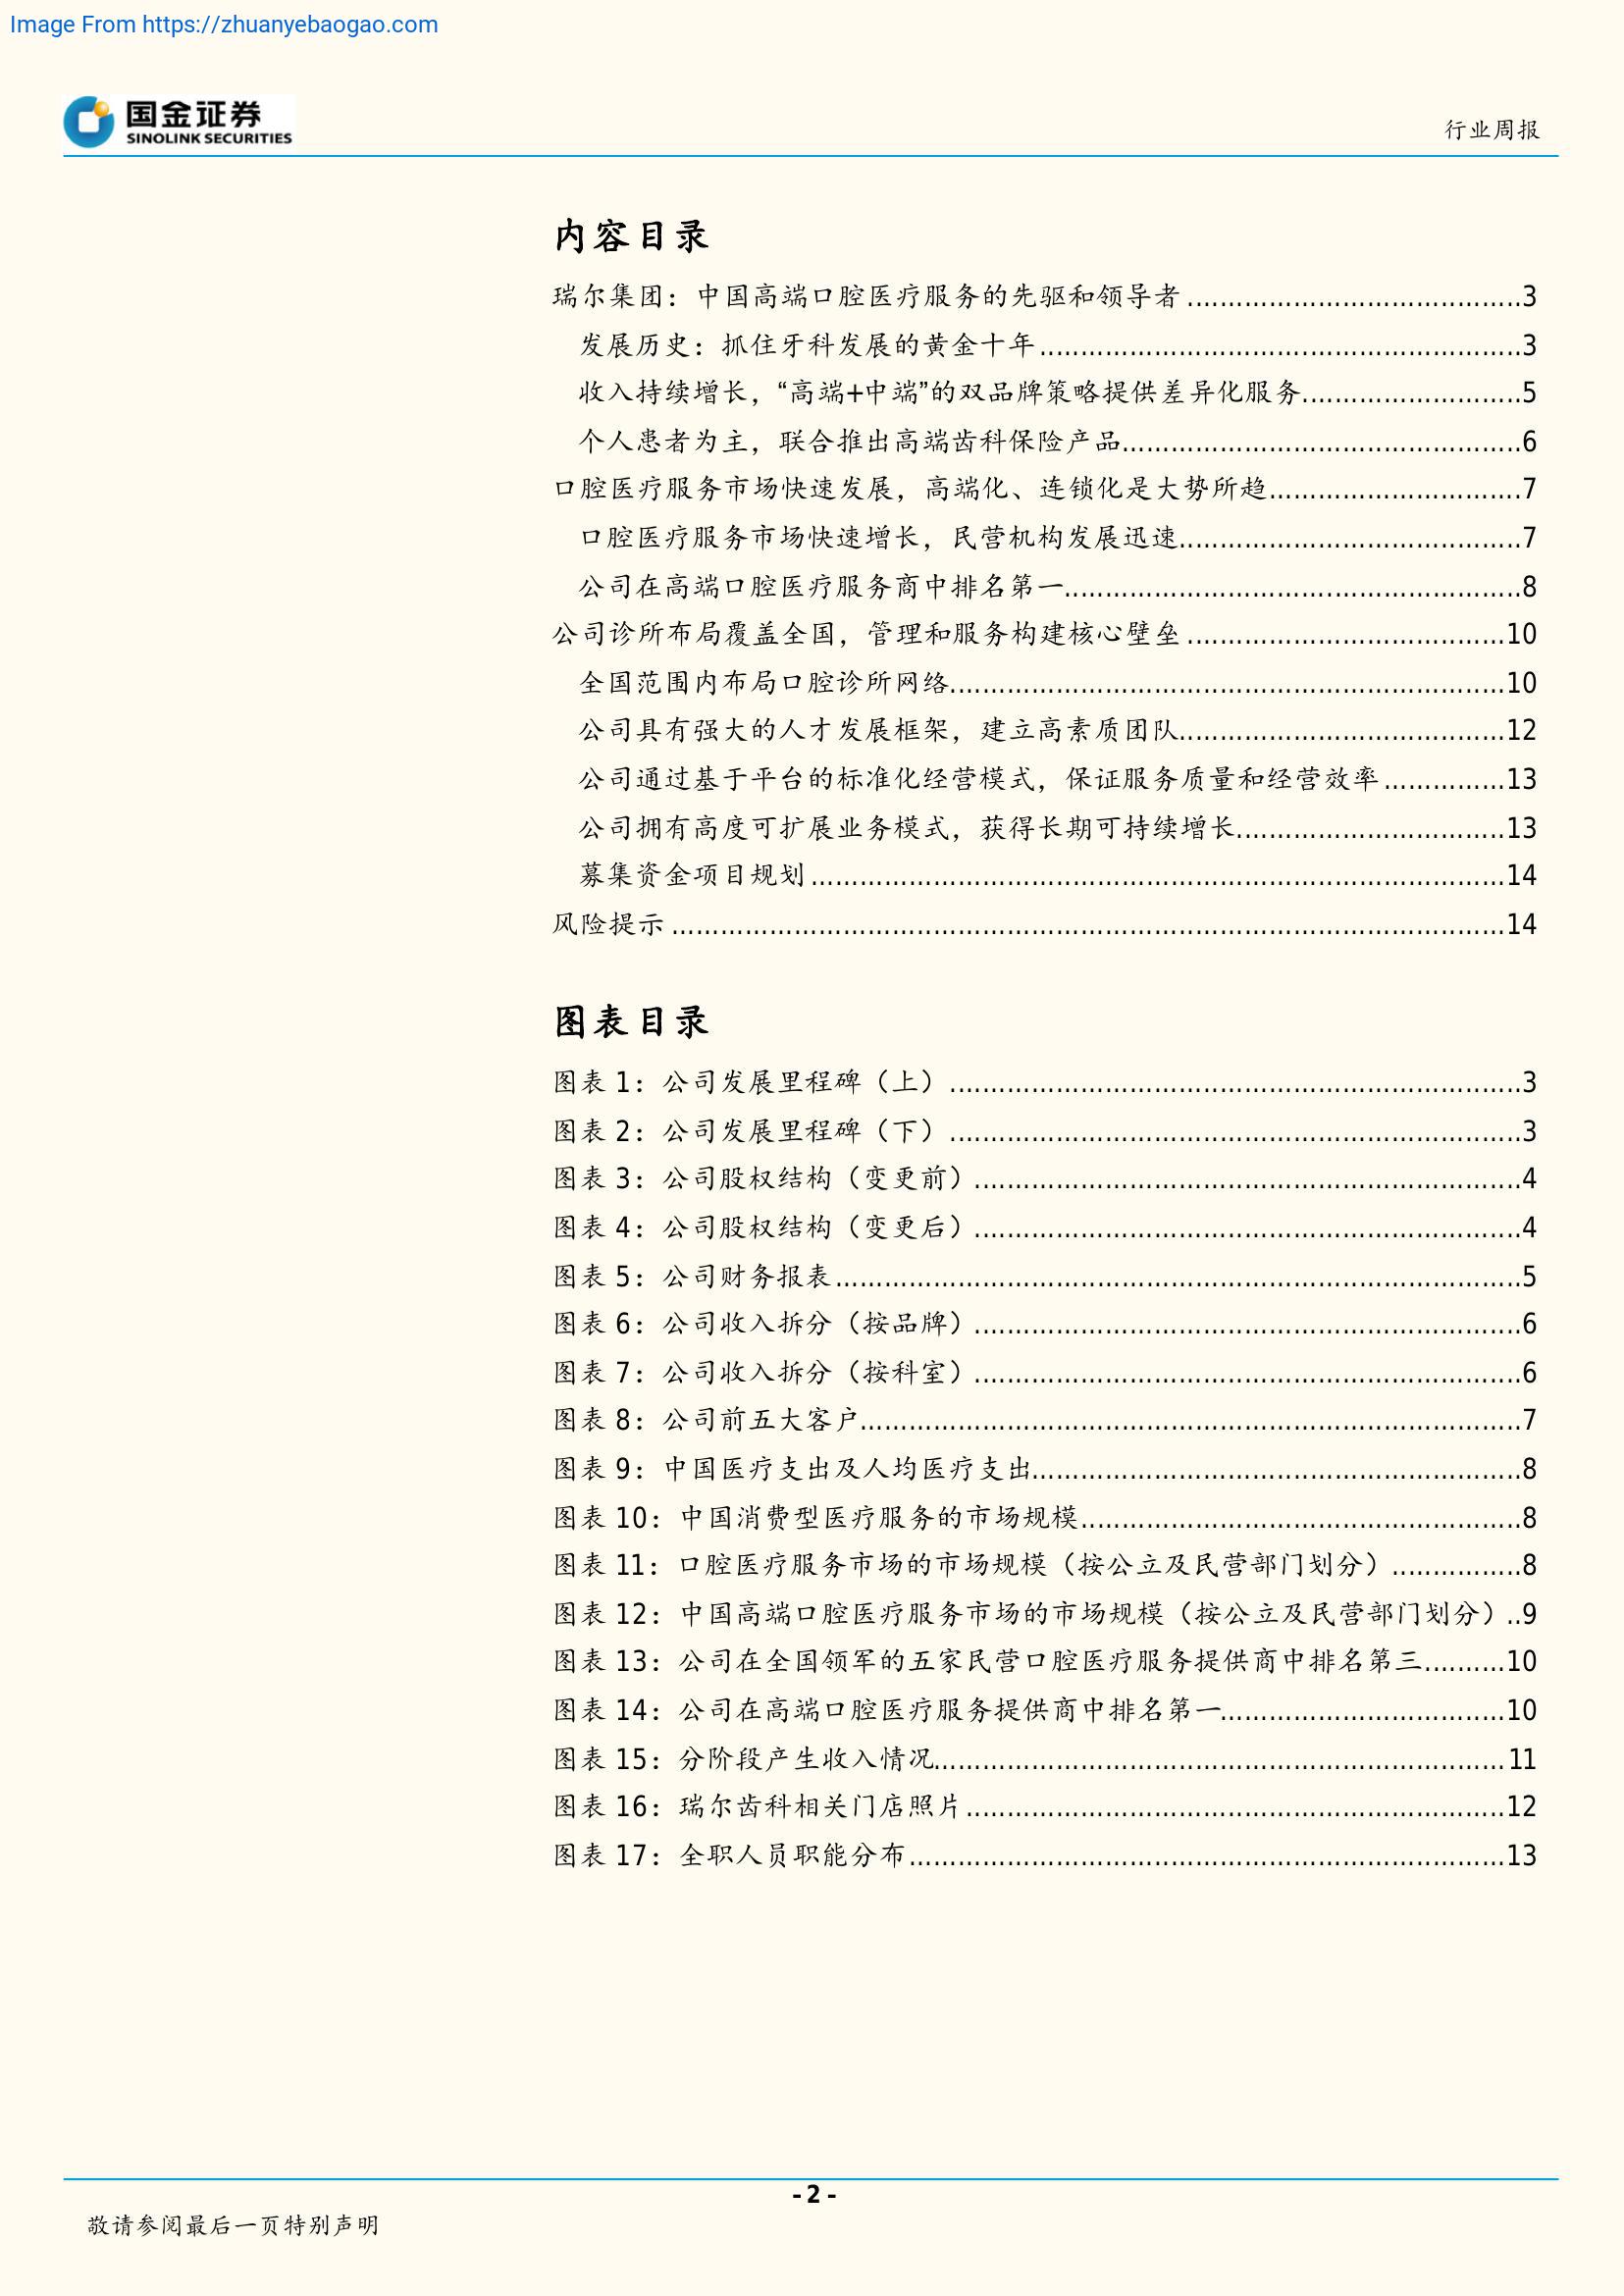 Image From https://zhuanyebaogao.com
国金证券
SINOLINK SECURITIES
行业周报
内容目录
瑞尔集团：中国高端口腔医疗服务的先驱和领导者.........................................3
发展历史：抓住牙科发展的黄金十年...........................................................3
收入持续增长，“高端+中端”的双品牌策略提供差异化服务...........................5
个人患者为主，联合推出高端齿科保险产品.................................................6
口腔医疗服务市场快速发展，高端化、连锁化是大势所趋...............................7
口腔医疗服务市场快速增长，民营机构发展迅速..........................................7
公司在高端口腔医疗服务商中排名第一........................................................8
公司诊所布局覆盖全国，管理和服务构建核心壁垒.......................................10
全国范围内布局口腔诊所网络....................................................................10
公司具有强大的人才发展框架，建立高素质团队........................................12
公司通过基于平台的标准化经营模式，保证服务质量和经营效率...............13
公司拥有高度可扩展业务模式，获得长期可持续增长.................................13
募集资金项目规划.....................................................................................14
风险提示......................................................................................................14
图表目录
图表 1：公司发展里程碑（上）......................................................................3
图表 2：公司发展里程碑（下）......................................................................3
图表 3：公司股权结构（变更前）...................................................................4
图表 4：公司股权结构（变更后）...................................................................4
图表 5：公司财务报表....................................................................................5
图表 6：公司收入拆分（按品牌）...................................................................6
图表 7：公司收入拆分（按科室）...................................................................6
图表 8：公司前五大客户.................................................................................7
图表 9：中国医疗支出及人均医疗支出............................................................8
图表 10：中国消费型医疗服务的市场规模......................................................8
图表 11：口腔医疗服务市场的市场规模（按公立及民营部门划分）................8
图表 12：中国高端口腔医疗服务市场的市场规模（按公立及民营部门划分）..9
图表 13：公司在全国领军的五家民营口腔医疗服务提供商中排名第三..........10
图表 14：公司在高端口腔医疗服务提供商中排名第一...................................10
图表 15：分阶段产生收入情况......................................................................11
图表 16：瑞尔齿科相关门店照片..................................................................12
图表 17：全职人员职能分布.........................................................................13
- 2 -
敬请参阅最后一页特别声明